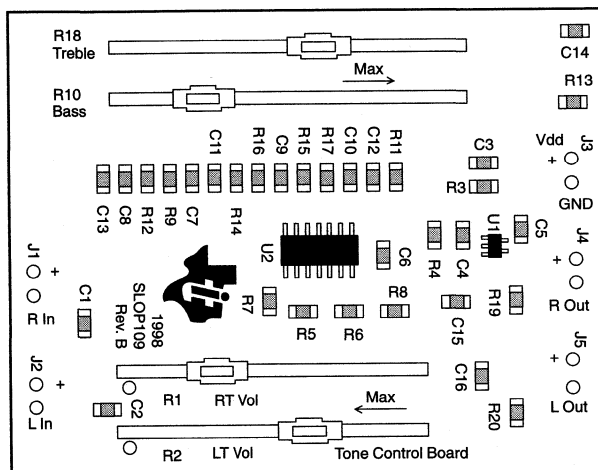 R18
Treble
C14
Max
R10
Bass
R13
C11
R16
C9
R15
R17
C10
C12
R11
C3
R3
Vdd
+
J3
GND
C13
C8
R12
R9
C7
R14
U2
C6
R4
C4
U1
C5
J4
+
R Out
J1
+
R In
C1
1998
SLOP109
Rev. B
R7
R5
R6
R8
C15
R19
J5
+
L Out
J2
+
L In
C2
R1
RT Vol
Max
C16
R20
R2
LT Vol
Tone Control Board